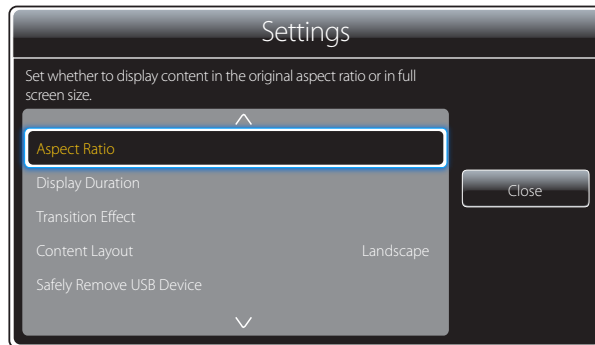 Settings
Set whether to display content in the original aspect ratio or in full
screen size.
Aspect Ratio
Display Duration
Close
Transition Effect
Content Layout Landscape
Safely Remove USB Device